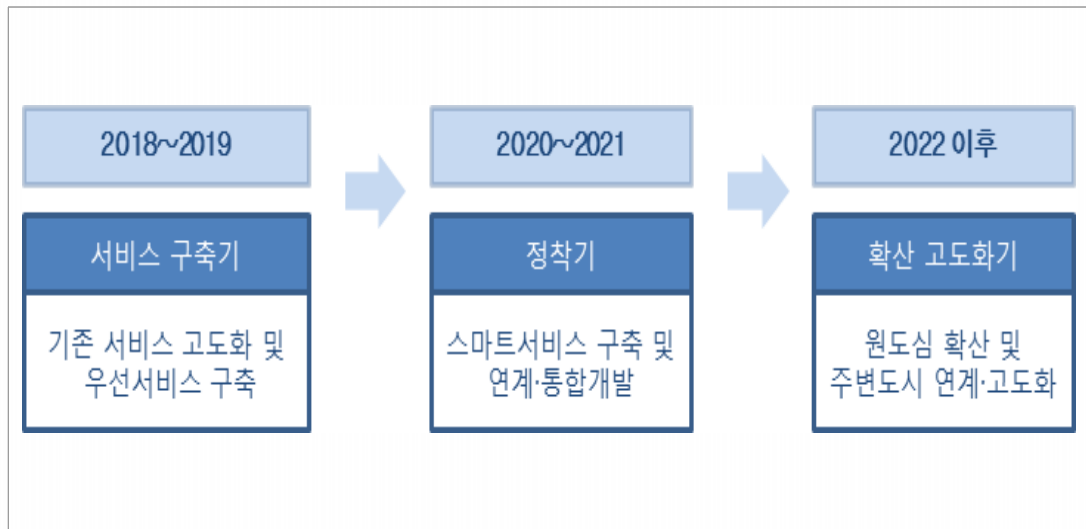 2018~2019
서비스 구축기
기존 서비스 고도화 및
우선서비스 구축
2020~2021
정착기
스마트서비스 구축 및
연계·통합개발
2022 이후
확산 고도화기
원도심 확산 및
주변도시 연계·고도화